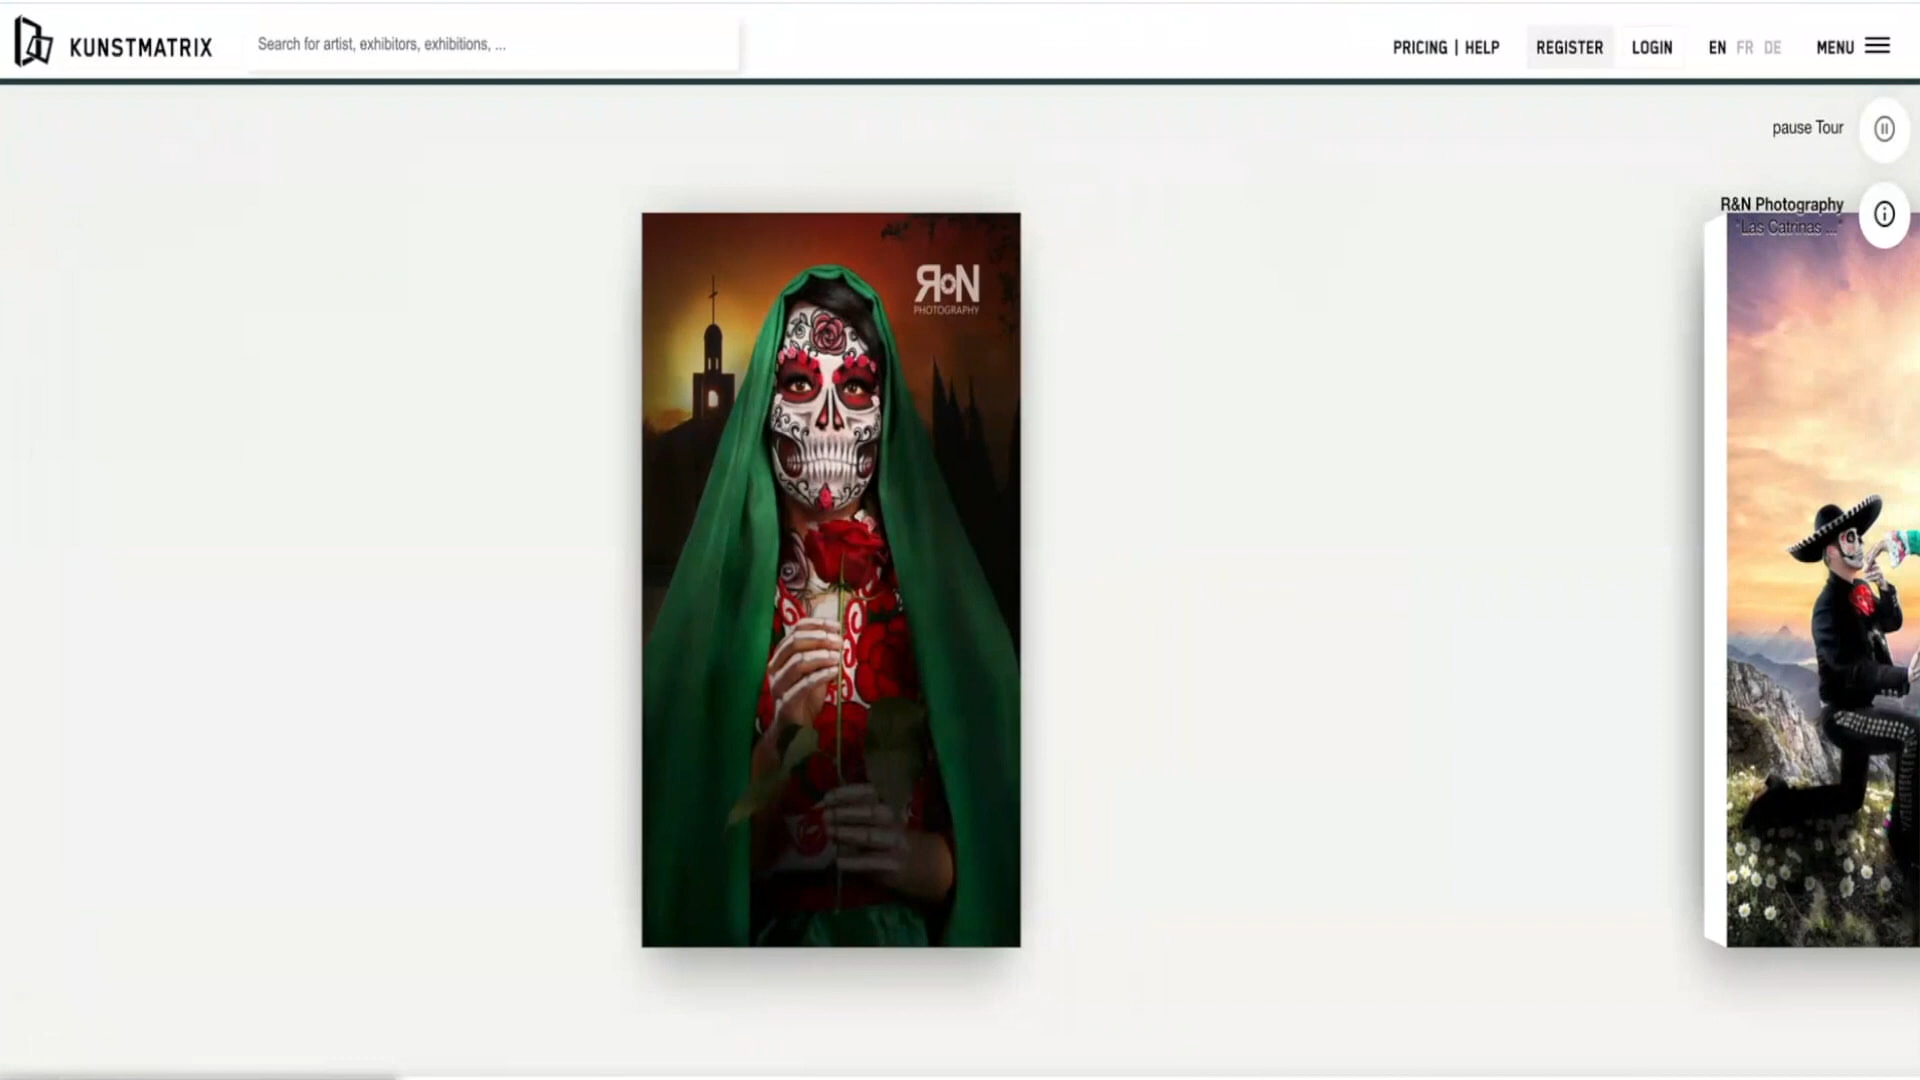 KUNSTMATRIX
Search for artist, exhibitors, exhibitions, ...
PRICING | HELP
REGISTER
LOGIN
EN FR DE
MENU
pause Tour
R&N Photography
"Las Catrinas ..."
RN
PHOTOGRAPHY